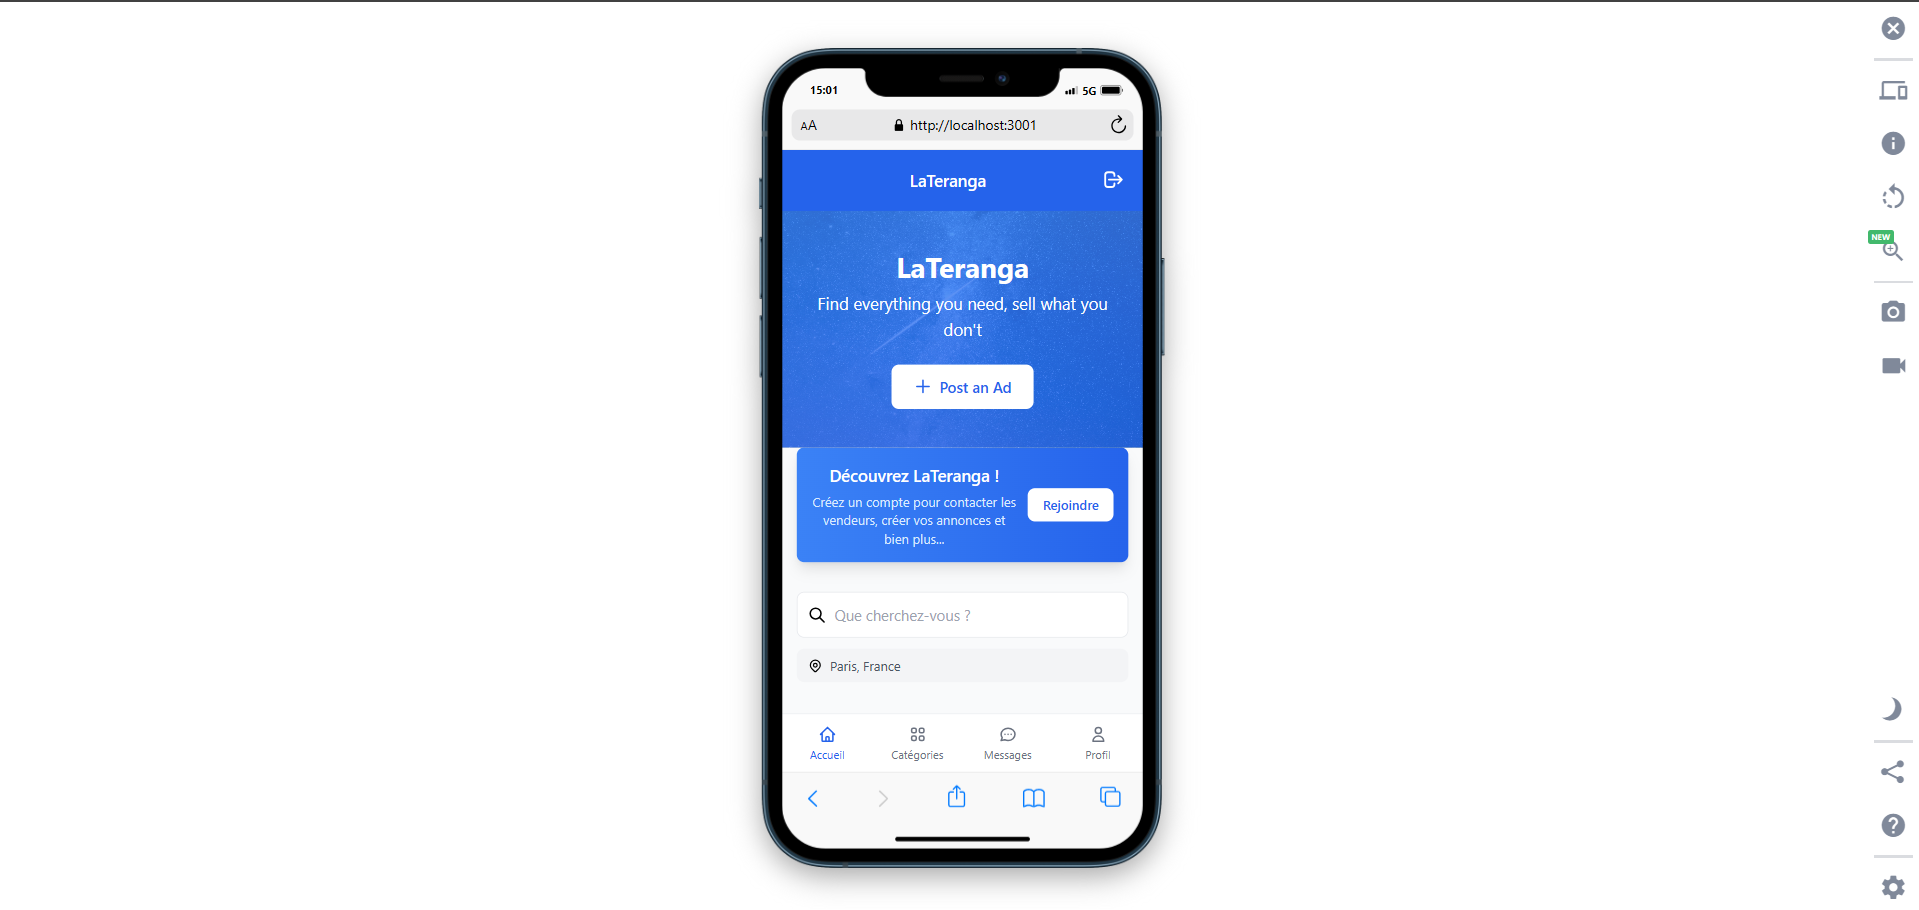 15:01
5G
AA
http://localhost:3001
LaTeranga
LaTeranga
Find everything you need, sell what you
don't
Post an Ad
Découvrez LaTeranga !
Créez un compte pour contacter les
vendeurs, créer vos annonces et
bien plus...
Rejoindre
Que cherchez-vous ?
Paris, France
Accueil
Catégories
Messages
Profil
NEW